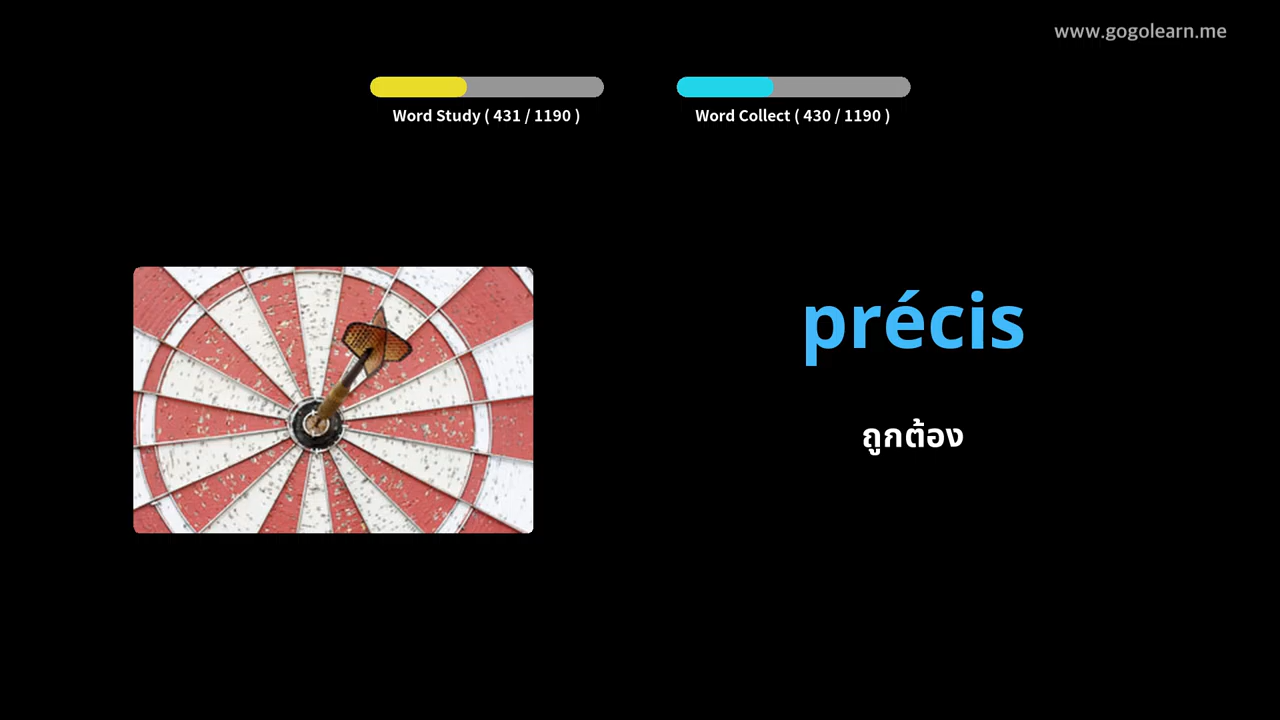 www.gogolearn.me
Word Study ( 431 / 1190 )
Word Collect ( 430 / 1190 )
précis
ถูกต้อง